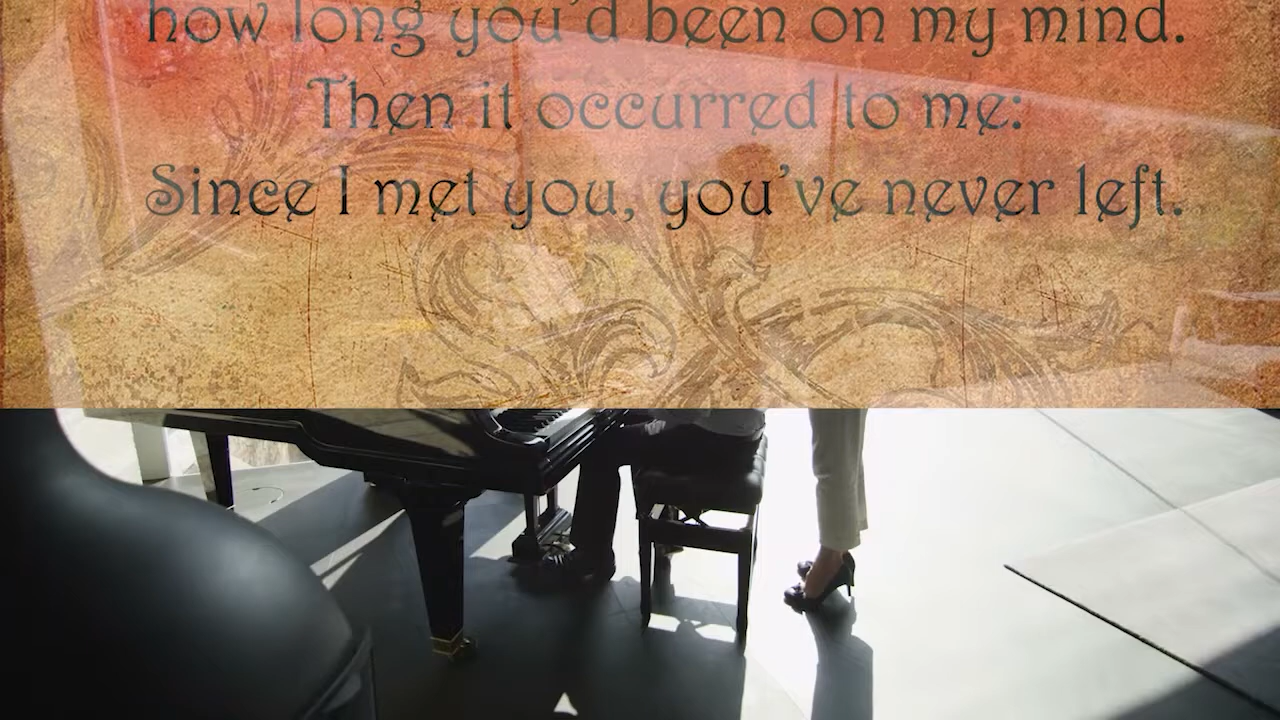 how long you'd been on my mind.
Then it occurred to me:
Since I met you, you've never left.